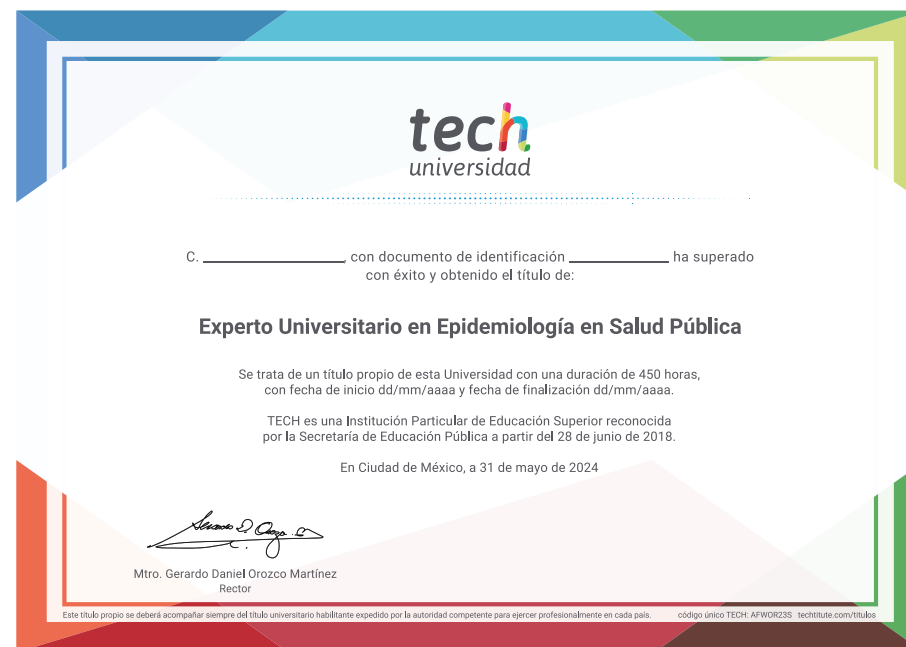 tech
universidad
C. ____________, con documento de identificación ____________ ha superado
con éxito y obtenido el título de:
Experto Universitario en Epidemiología en Salud Pública
Se trata de un título propio de esta Universidad con una duración de 450 horas,
con fecha de inicio dd/mm/aaaa y fecha de finalización dd/mm/aaaa.
TECH es una Institución Particular de Educación Superior reconocida
por la Secretaría de Educación Pública a partir del 28 de junio de 2018.
En Ciudad de México, a 31 de mayo de 2024
Mtro. Gerardo Daniel Orozco Martínez
Rector
Este título propio se deberá acompañar siempre del título universitario habilitante expedido por la autoridad competente para ejercer profesionalmente en cada país. código único TECH: AFWOR23S techtitute.com/titulos